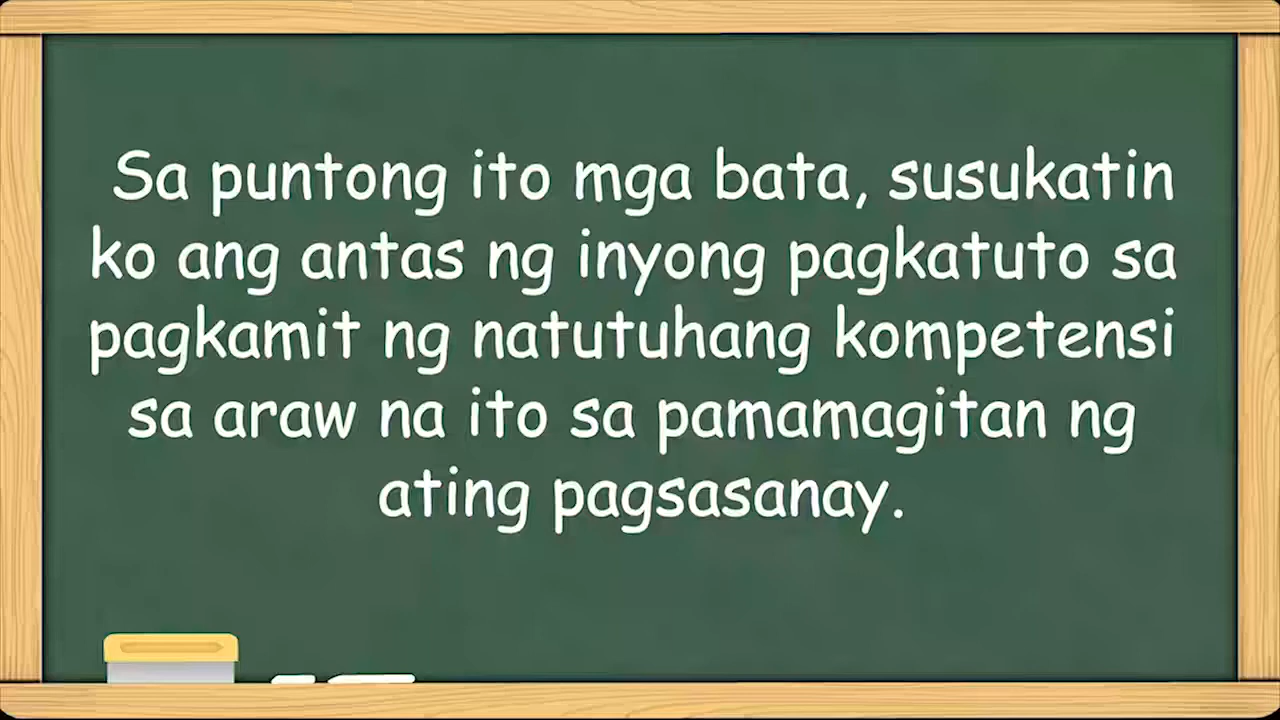 Sa puntong ito mga bata, susukatin
ko ang antas ng inyong pagkatuto sa
pagkamit ng natutuhang kompetensi
sa araw na ito sa pamamagitan ng
ating pagsasanay.